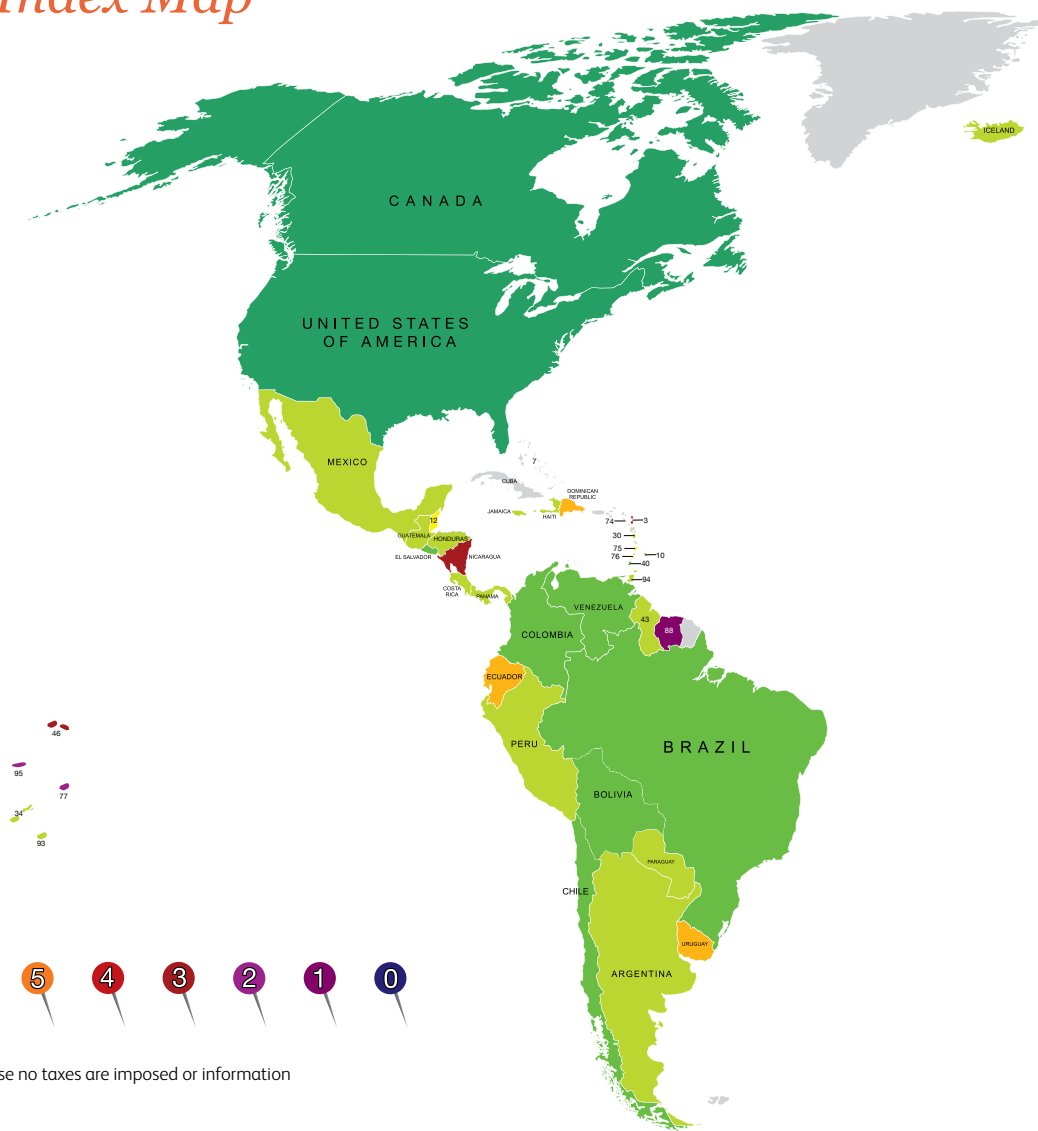 Index Map
ICELAND
CANADA
UNITED STATES
OF AMERICA
MEXICO
7
CUBA
DOMINICAN
REPUBLIC
JAMAICA
HAITI
74
3
12
30
GUATEMALA
HONDURAS
75
10
EL SALVADOR
NICARAGUA
76
40
94
COSTA
RICA
PANAMA
VENEZUELA
43
88
COLOMBIA
ECUADOR
46
PERU
BRAZIL
95
77
BOLIVIA
34
93
PARAGUAY
CHILE
URUGUAY
ARGENTINA
5 4 3 2 1 0
se no taxes are imposed or information